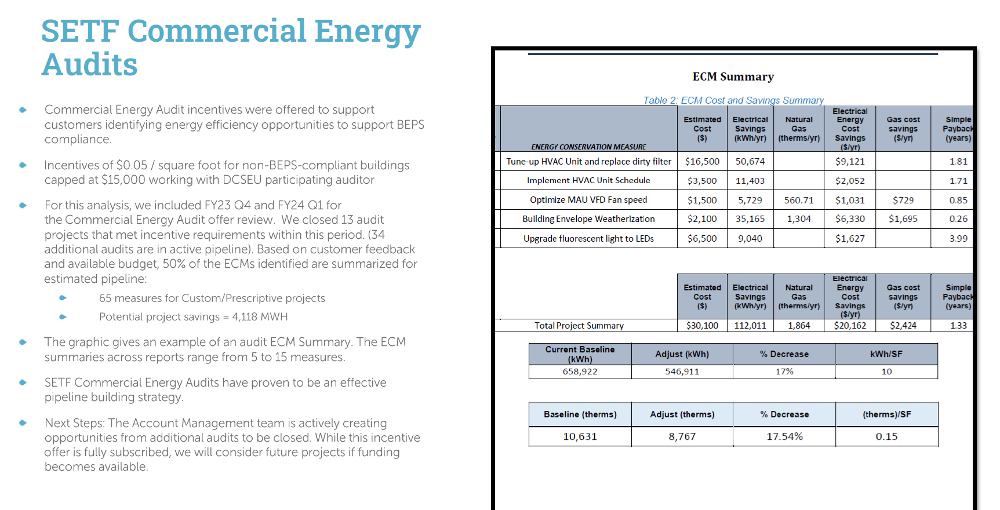 SETF Commercial Energy
Audits
Commercial Energy Audit incentives were offered to support
customers identifying energy efficiency opportunities to support BEPS
compliance.
Incentives of $0.05 / square foot for non-BEPS-compliant buildings
capped at $15,000 working with DCSEU participating auditor
For this analysis, we included FY23 Q4 and FY24 Q1 for
the Commercial Energy Audit offer review.  We closed 13 audit
projects that met incentive requirements within this period. (34
additional audits are in active pipeline). Based on customer feedback
and available budget, 50% of the ECMs identified are summarized for
estimated pipeline:
65 measures for Custom/Prescriptive projects
Potential project savings = 4,118 MWH
The graphic gives an example of an audit ECM Summary. The ECM
summaries across reports range from 5 to 15 measures.
SETF Commercial Energy Audits have proven to be an effective
pipeline building strategy.
Next Steps: The Account Management team is actively creating
opportunities from additional audits to be closed. While this incentive
offer is fully subscribed, we will consider future projects if funding
becomes available.
ECM Summary
Table 2: ECM Cost and Savings Summary
ENERGY CONSERVATION MEASURE | Estimated Cost ($) | Electrical Savings (kWh/yr) | Natural Gas (therms/yr) | Electrical Energy Cost Savings ($/yr) | Gas cost savings ($/yr) | Simple Payback (years)
Tune-up HVAC Unit and replace dirty filter $16,500 50,674 $9,121 1.81
Implement HVAC Unit Schedule $3,500 11,403 $2,052 1.71
Optimize MAU VFD Fan speed $1,500 5,729 560.71 $1,031 $729 0.85
Building Envelope Weatherization $2,100 35,165 1,304 $6,330 $1,695 0.26
Upgrade fluorescent light to LEDs $6,500 9,040 $1,627 3.99
Estimated Cost ($) | Electrical Savings (kWh/yr) | Natural Gas (therms/yr) | Electrical Energy Cost Savings ($/yr) | Gas cost savings ($/yr) | Simple Payback (years)
Total Project Summary $30,100 112,011 1,864 $20,162 $2,424 1.33
Current Baseline (kWh) | Adjust (kWh) | % Decrease | kWh/SF
658,922 546,911 17% 10
Baseline (therms) | Adjust (therms) | % Decrease | (therms)/SF
10,631 8,767 17.54% 0.15